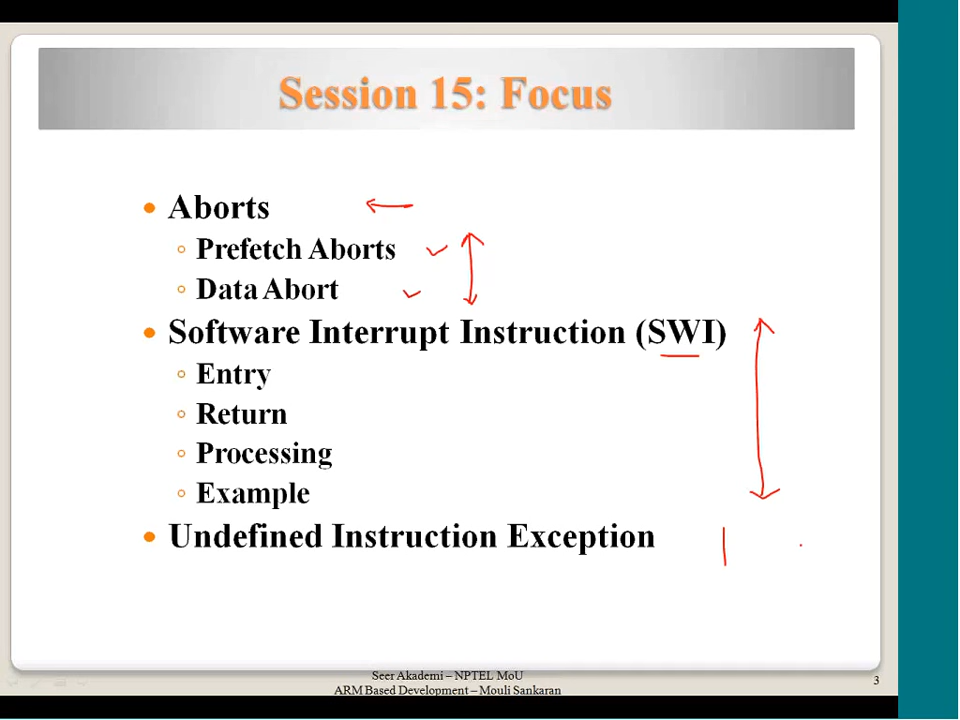 Session 15: Focus
• Aborts
◦ Prefetch Aborts
◦ Data Abort
• Software Interrupt Instruction (SWI)
◦ Entry
◦ Return
◦ Processing
◦ Example
• Undefined Instruction Exception
Seer Akademi – NPTEL MoU
ARM Based Development – Mouli Sankaran
3